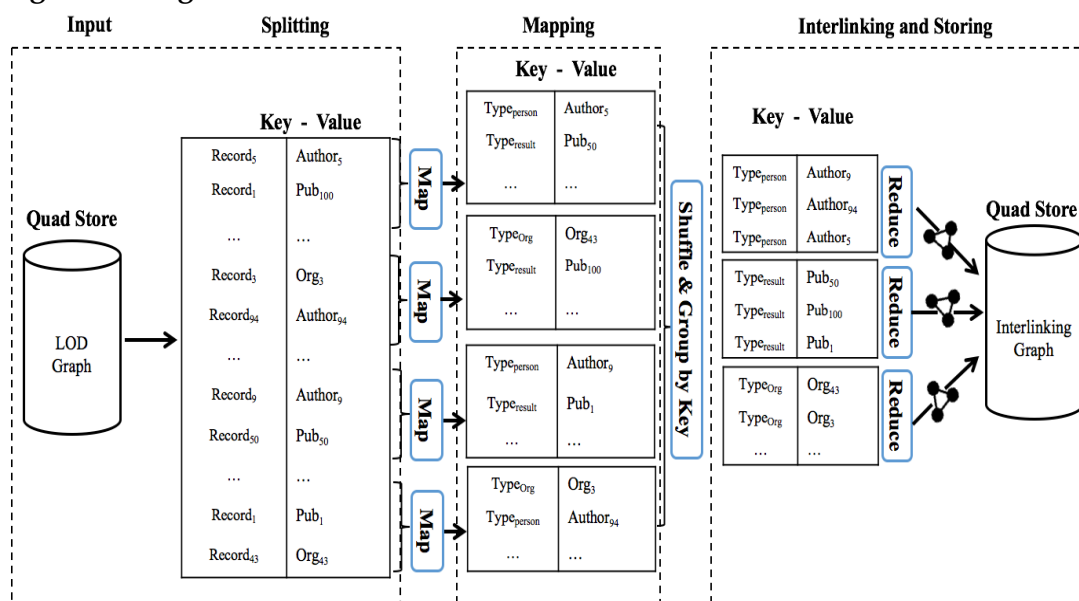 Input Splitting Mapping Interlinking and Storing
Key - Value
Key - Value
Key - Value
Quad Store
LOD
Graph
Record5 Author5
Record1 Pub100
... ...
Record3 Org3
Record94 Author94
... ...
Record9 Author9
Record50 Pub50
... ...
Record1 Pub1
Record43 Org43
Map
Map
Map
Map
Typeperson Author5
Typeresult Pub50
... ...
TypeOrg Org43
Typeresult Pub100
... ...
Typeperson Author9
Typeresult Pub1
... ...
TypeOrg Org3
Typeperson Author94
... ...
Shuffle & Group by Key
Typeperson Author9
Typeperson Author94
Typeperson Author5
Reduce
Typeresult Pub50
Typeresult Pub100
Typeresult Pub1
Reduce
TypeOrg Org43
TypeOrg Org3
... ...
Reduce
Quad Store
Interlinking
Graph